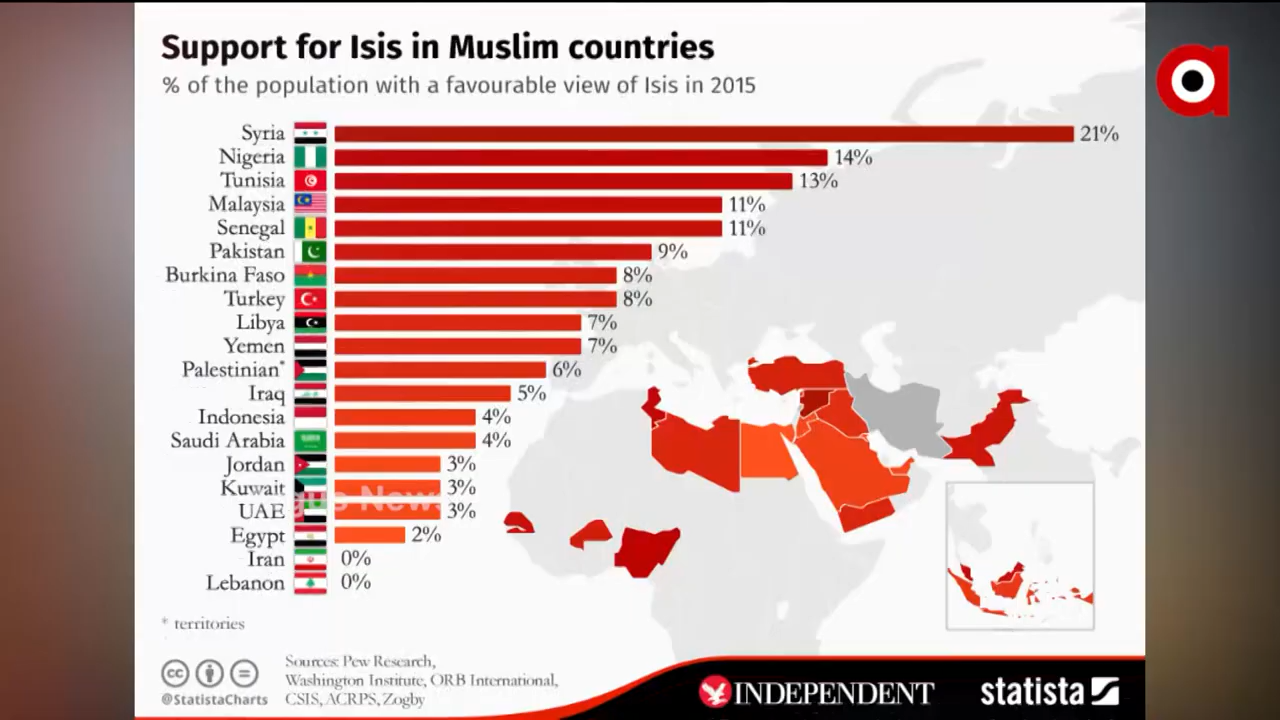 Support for Isis in Muslim countries
% of the population with a favourable view of Isis in 2015
Syria 21%
Nigeria 14%
Tunisia 13%
Malaysia 11%
Senegal 11%
Pakistan 9%
Burkina Faso 8%
Turkey 8%
Libya 7%
Yemen 7%
Palestinian* 6%
Iraq 5%
Indonesia 4%
Saudi Arabia 4%
Jordan 3%
Kuwait 3%
UAE 3%
Egypt 2%
Iran 0%
Lebanon 0%
* territories
Sources: Pew Research,
Washington Institute, ORB International,
CSIS, ACRPS, Zogby
@StatistaCharts
INDEPENDENT
statista